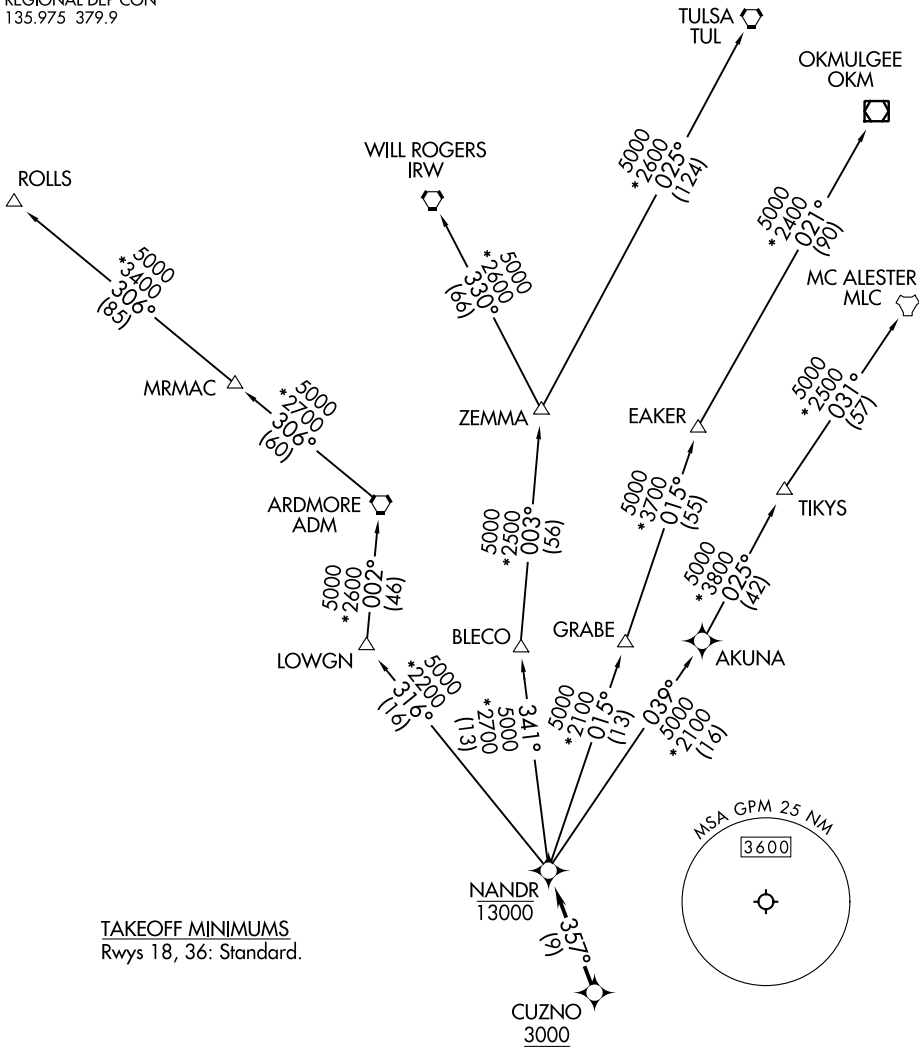 REGIONAL DEP CON
135.975 379.9
TULSA
TUL
OKMULGEE
OKM
WILL ROGERS
IRW
ROLLS
5000
*2600
025°
(124)
5000
*2400
021°
(90)
MC ALESTER
MLC
5000
*3400
306°
(85)
5000
*2600
330°
(66)
5000
*2500
031°
(57)
MRMAC
5000
*2700
306°
(60)
ZEMMA
EAKER
ARDMORE
ADM
5000
*2500
003°
(56)
5000
*3700
015°
(55)
TIKYS
5000
*2600
002°
(46)
5000
*3800
025°
(42)
LOWGN
BLECO
GRABE
AKUNA
5000
*2200
316°
(16)
341°
5000
*2700
(13)
5000
*2100
015°
(13)
039°
5000
*2100
(16)
MSA GPM 25 NM
3600
NANDR
13000
357°
(9)
TAKEOFF MINIMUMS
Rwys 18, 36: Standard.
CUZNO
3000